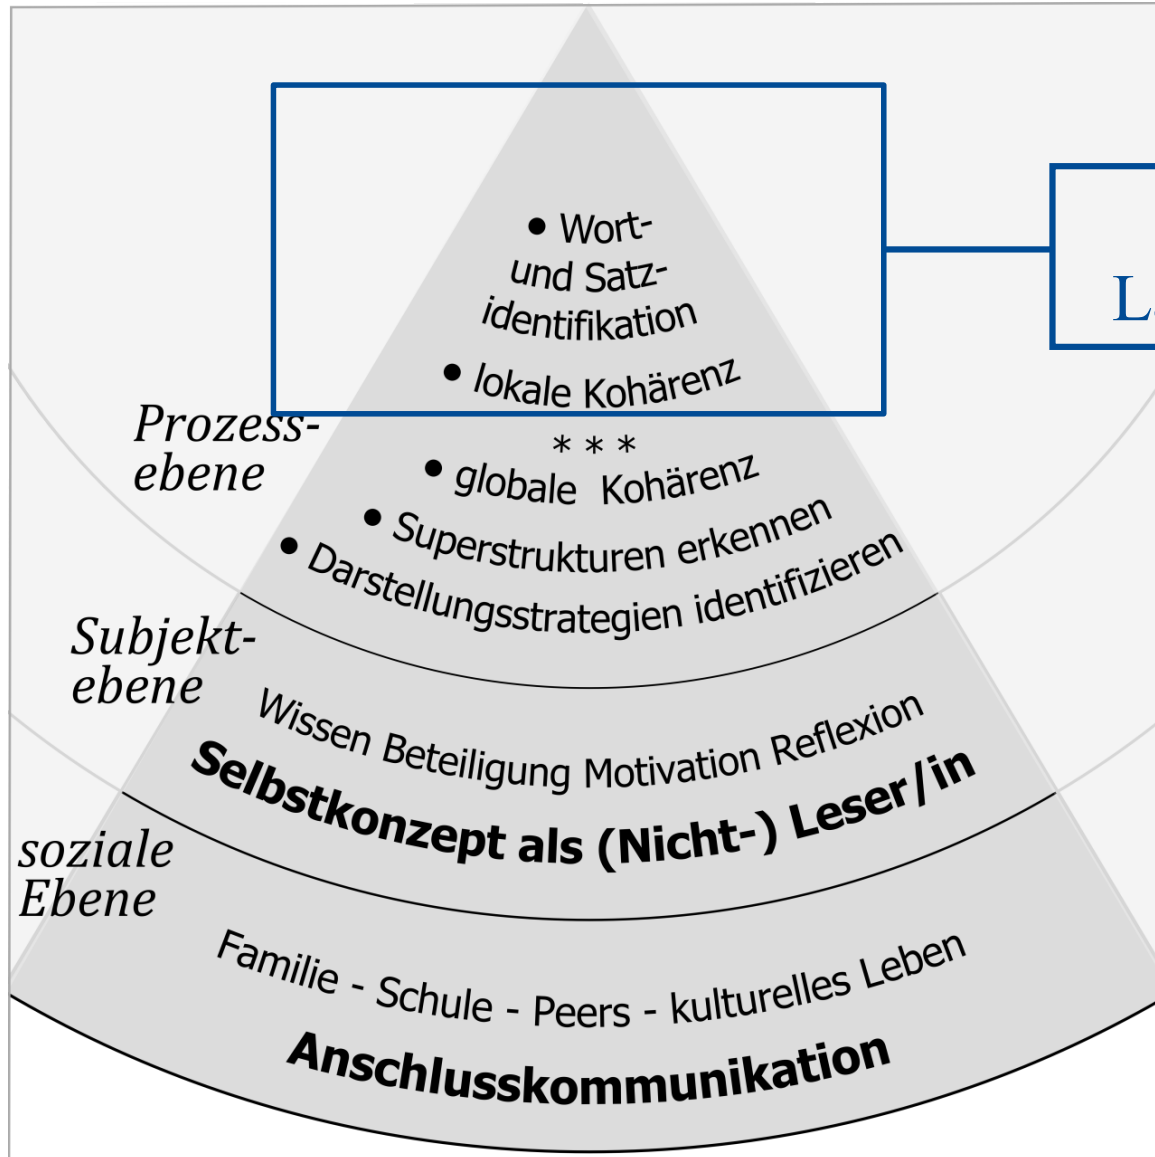 • Wort-
und Satz-
identifikation
• lokale Kohärenz
* * *
• globale Kohärenz
• Superstrukturen erkennen
• Darstellungsstrategien identifizieren
Prozess-
ebene
Subjekt-
ebene
Wissen Beteiligung Motivation Reflexion
Selbstkonzept als (Nicht-) Leser/in
soziale
Ebene
Familie - Schule - Peers - kulturelles Leben
Anschlusskommunikation